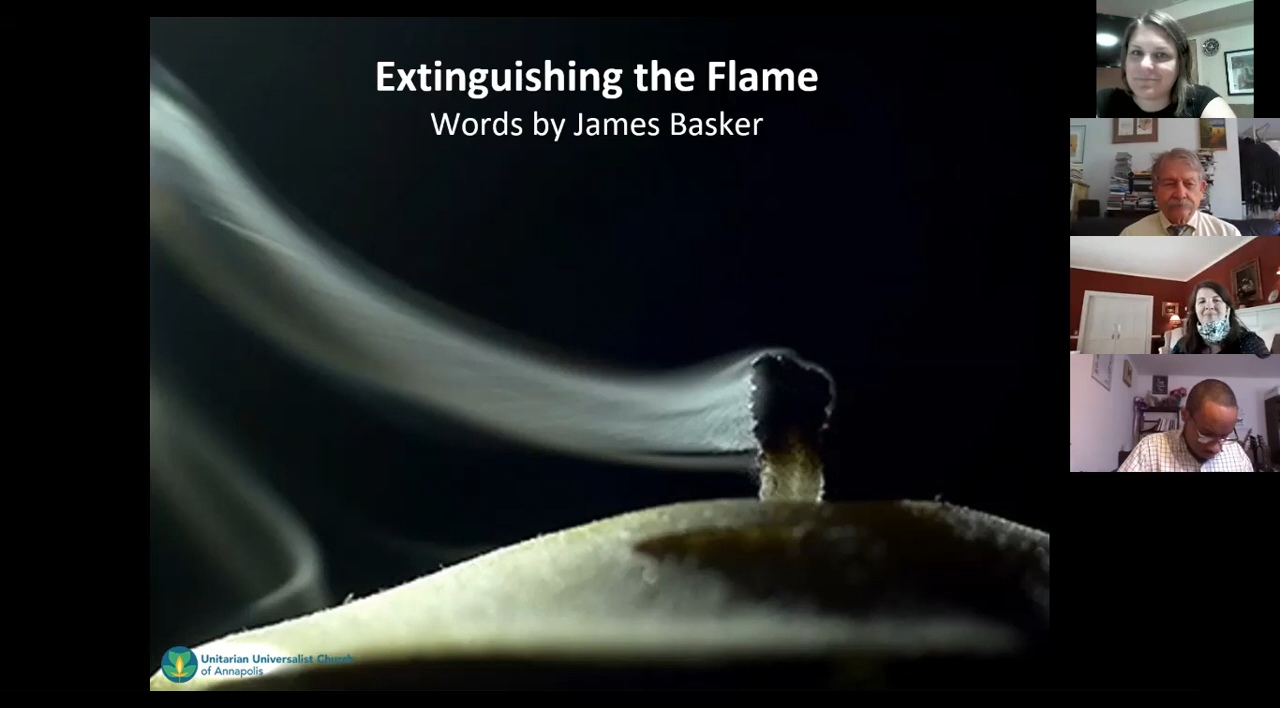 Extinguishing the Flame
Words by James Basker
Unitarian Universalist Church
of Annapolis